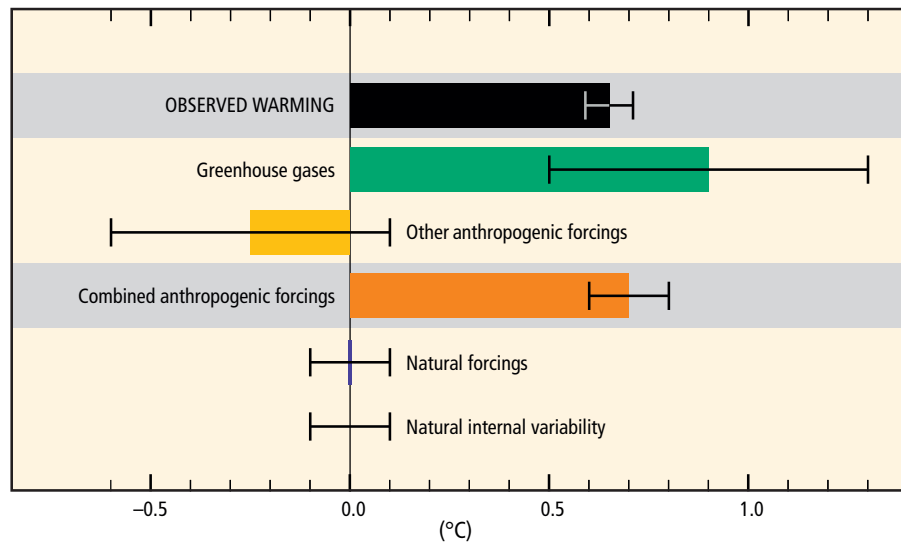 OBSERVED WARMING
Greenhouse gases
Other anthropogenic forcings
Combined anthropogenic forcings
Natural forcings
Natural internal variability
–0.5 0.0 0.5 1.0
(°C)